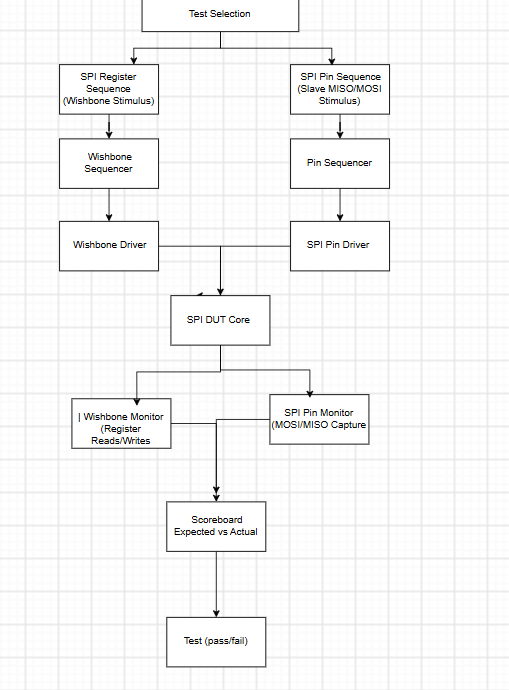 Test Selection
SPI Register
Sequence
(Wishbone Stimulus)
SPI Pin Sequence
(Slave MISO/MOSI
Stimulus)
Wishbone
Sequencer
Pin Sequencer
Wishbone Driver
SPI Pin Driver
SPI DUT Core
| Wishbone Monitor
(Register
Reads/Writes
SPI Pin Monitor
(MOSI/MISO Capture
Scoreboard
Expected vs Actual
Test (pass/fail)